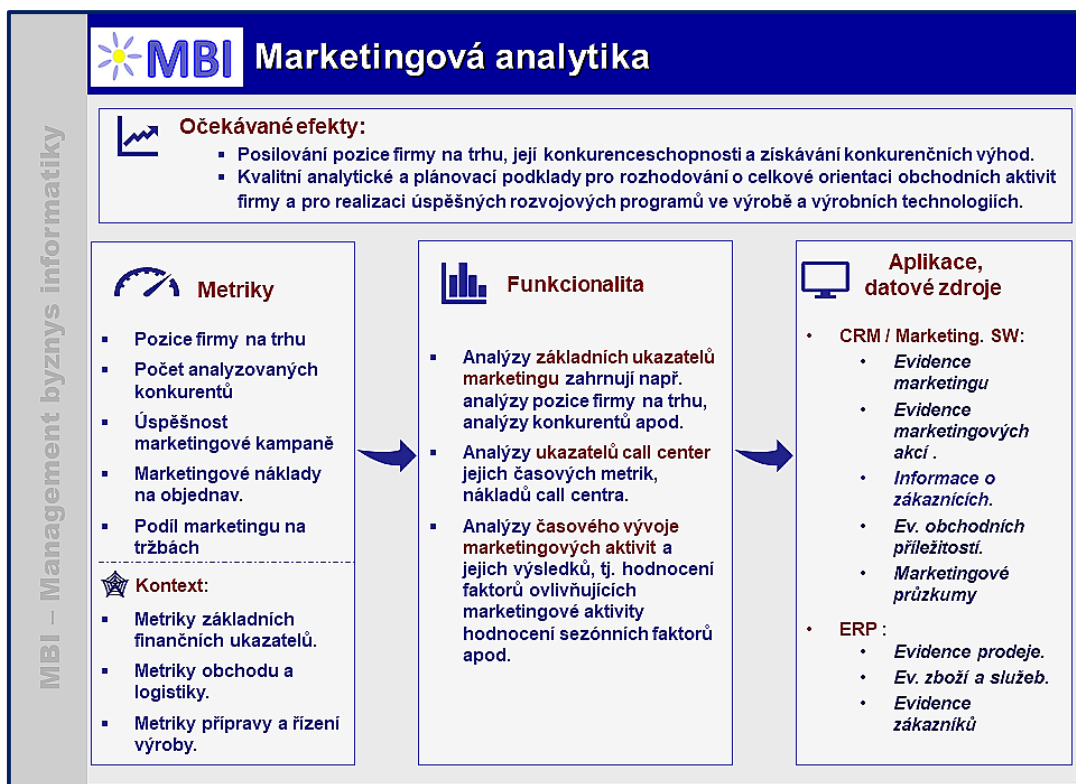 MBI – Management byznys informatiky
MBI
Marketingová analytika
Očekávané efekty:
▪ Posilování pozice firmy na trhu, její konkurenceschopnosti a získávání konkurenčních výhod.
▪ Kvalitní analytické a plánovací podklady pro rozhodování o celkové orientaci obchodních aktivit
firmy a pro realizaci úspěšných rozvojových programů ve výrobě a výrobních technologiích.
Metriky
▪ Pozice firmy na trhu
▪ Počet analyzovaných
konkurentů
▪ Úspěšnost
marketingové kampaně
▪ Marketingové náklady
na objednav.
▪ Podíl marketingu na
tržbách
Kontext:
▪ Metriky základních
finančních ukazatelů.
▪ Metriky obchodu a
logistiky.
▪ Metriky přípravy a řízení
výroby.
Funkcionalita
▪ Analýzy základních ukazatelů
marketingu zahrnují např.
analýzy pozice firmy na trhu,
analýzy konkurentů apod.
▪ Analýzy ukazatelů call center
jejich časových metrik,
nákladů call centra.
▪ Analýzy časového vývoje
marketingových aktivit a
jejich výsledků, tj. hodnocení
faktorů ovlivňujících
marketingové aktivity
hodnocení sezónních faktorů
apod.
Aplikace,
datové zdroje
• CRM / Marketing. SW:
• Evidence
marketingu
• Evidence
marketingových
akcí .
• Informace o
zákaznících.
• Ev. obchodních
příležitostí.
• Marketingové
průzkumy
• ERP :
• Evidence prodeje.
• Ev. zboží a služeb.
• Evidence
zákazníků